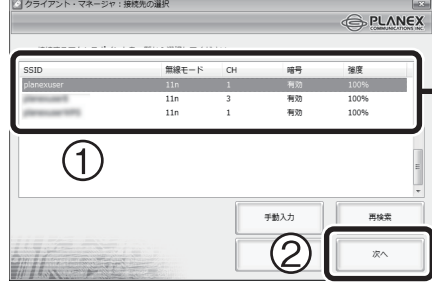 クライアント・マネージャ：接続先の選択
PLANEX
COMMUNICATIONS INC.
SSID 無線モード CH 暗号 強度
planexuser 11n 1 有効 100%
11n 3 有効 100%
11n 1 有効 100%
①
手動入力 再検索
② 次へ